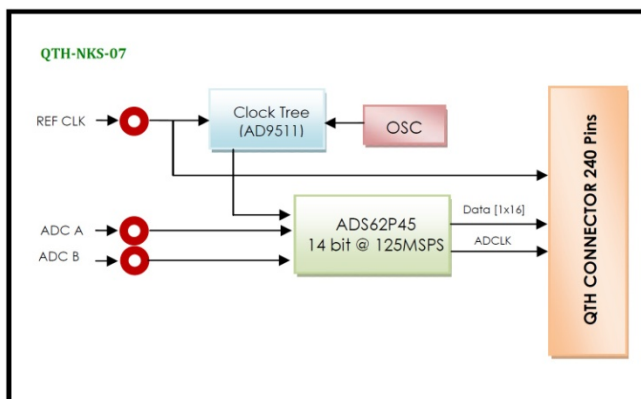 QTH-NKS-07
REF CLK
Clock Tree
(AD9511)
OSC
ADC A
ADC B
ADS62P45
14 bit @ 125MSPS
Data [1x16]
ADCLK
QTH CONNECTOR 240 Pins